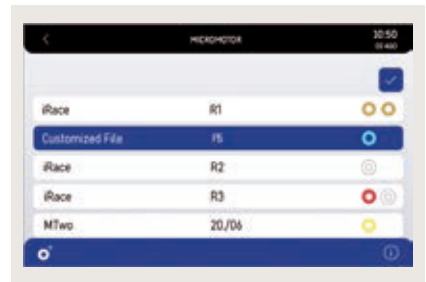 MICROMOTOR
10:50
iRace R1
Customized File
iRace R2
iRace R3
MTwo 20./06